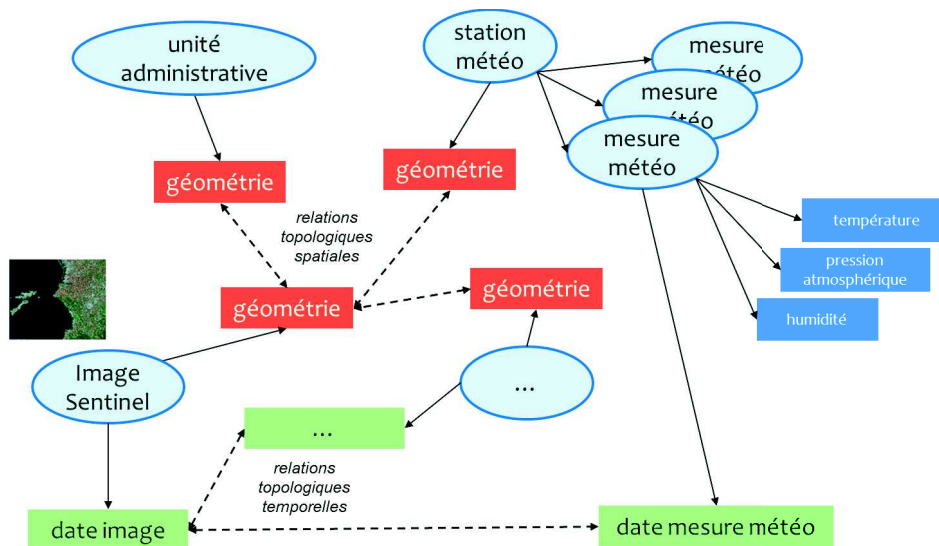 unité
administrative
station
météo
mesure
météo
mesure
météo
mesure
météo
géométrie
géométrie
relations
topologiques
spatiales
température
pression
atmosphérique
humidité
géométrie
géométrie
Image
Sentinel
...
...
relations
topologiques
temporelles
date image
date mesure météo